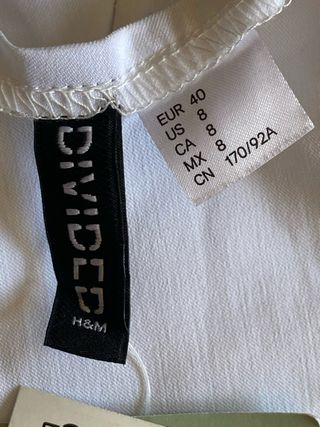 DIVIDED
H&M
EUR 40
US 8
CA 8
MX 8
CN 170/92A